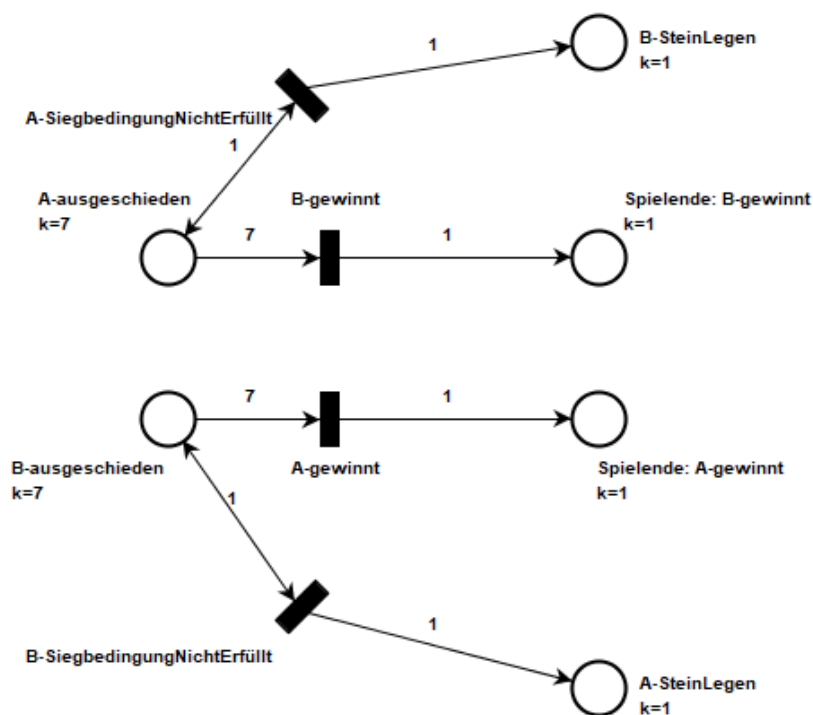 1
B-SteinLegen
k=1
A-SiegbedingungNichtErfüllt
1
A-ausgeschieden
k=7
B-gewinnt
Spielende: B-gewinnt
k=1
7
1
7
1
B-ausgeschieden
k=7
A-gewinnt
Spielende: A-gewinnt
k=1
1
1
B-SiegbedingungNichtErfüllt
A-SteinLegen
k=1